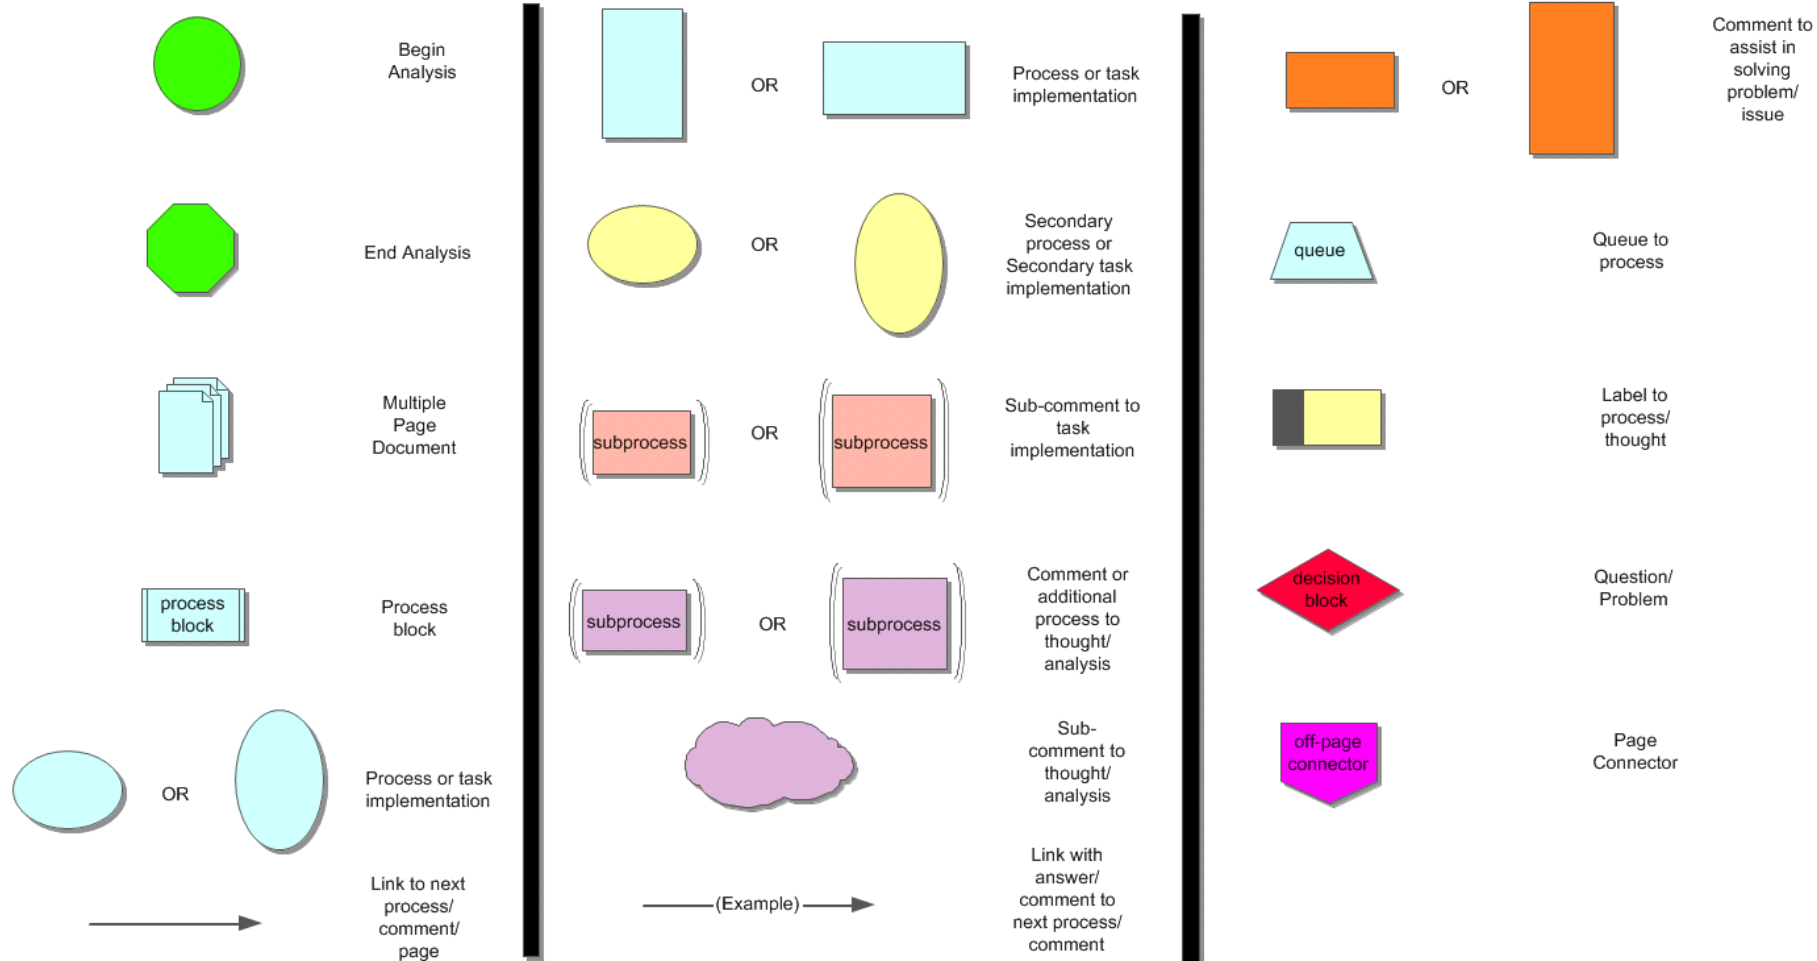 Begin
Analysis
End Analysis
Multiple
Page
Document
process
block
Process
block
OR
Process or task
implementation
Link to next
process/
comment/
page
OR
Process or task
implementation
OR
Secondary
process or
Secondary task
implementation
subprocess
OR
subprocess
Sub-comment to
task
implementation
subprocess
OR
subprocess
Comment or
additional
process to
thought/
analysis
Sub-
comment to
thought/
analysis
(Example)
Link with
answer/
comment to
next process/
comment
OR
Comment to
assist in
solving
problem/
issue
queue
Queue to
process
Label to
process/
thought
decision
block
Question/
Problem
off-page
connector
Page
Connector